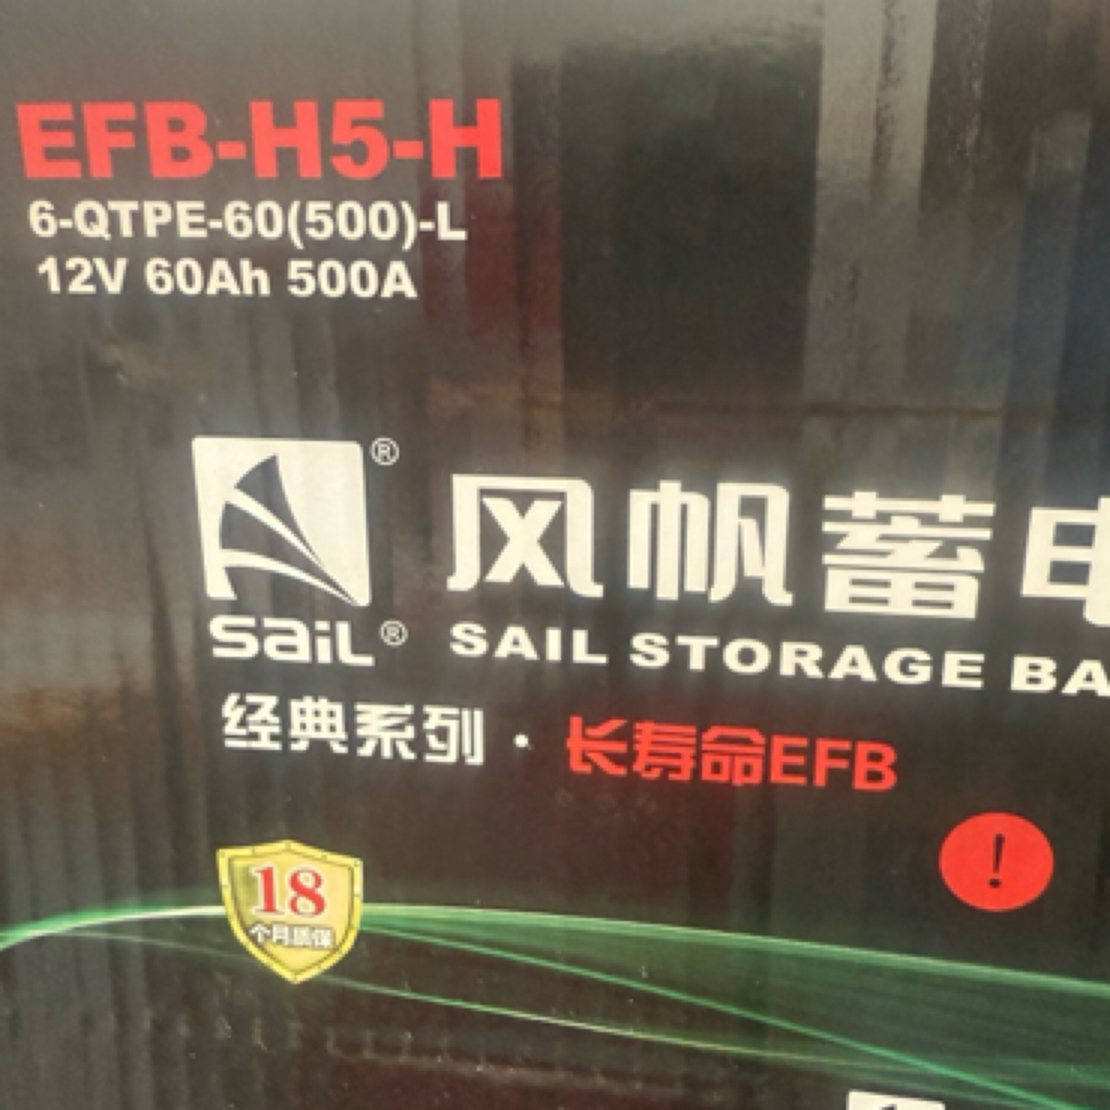 EFB-H5-H
6-QTPE-60(500)-L
12V 60Ah 500A
®
风帆蓄电
SAIL®
SAIL STORAGE BA
经典系列·长寿命EFB
!
18
个月质保